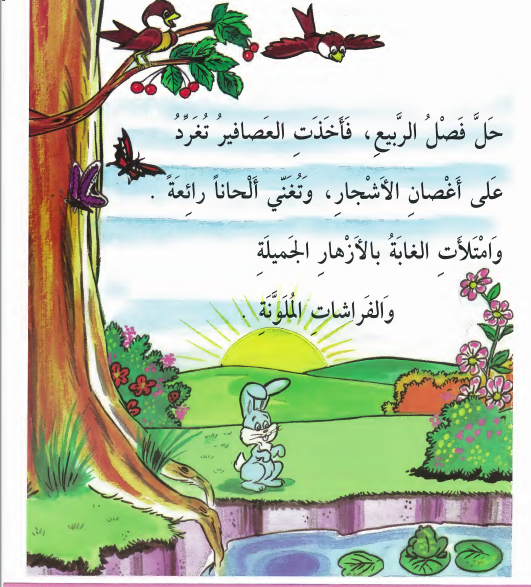 حَلَّ فَصْلُ الرَّبيعِ، فَأَخَذَتِ العَصافيرُ تُغَرِّدُ
عَلى أَغْصانِ الأَشْجارِ، وَتُغَنّي أَلْحاناً رائِعَةً .
وَامْتَلأَتِ الغابَةُ بالأَزْهارِ الجَميلَةِ
وَالفَراشاتِ المُلَوَّنَةِ .